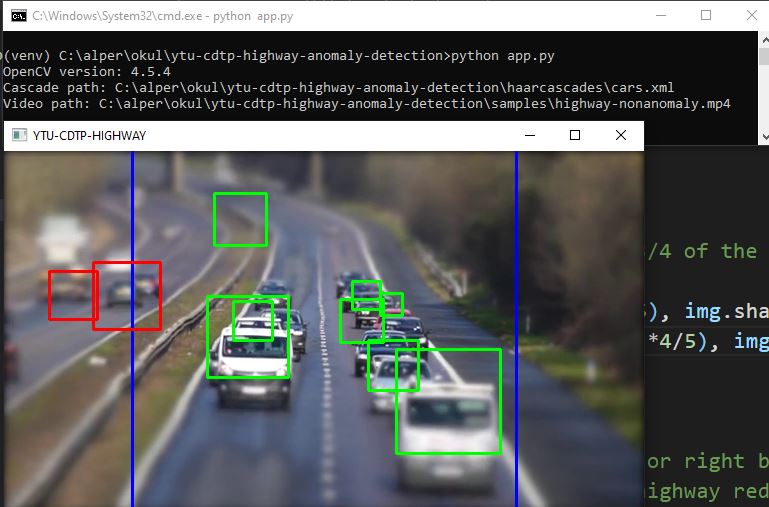 C:\Windows\System32\cmd.exe - python  app.py
(venv) C:\alper\okul\ytu-cdtp-highway-anomaly-detection>python app.py
OpenCV version: 4.5.4
Cascade path: C:\alper\okul\ytu-cdtp-highway-anomaly-detection\haarcascades\cars.xml
Video path: C:\alper\okul\ytu-cdtp-highway-anomaly-detection\samples\highway-nonanomaly.mp4
YTU-CDTP-HIGHWAY
/4 of the
), img.sha
*4/5), img
or right b
ighway red